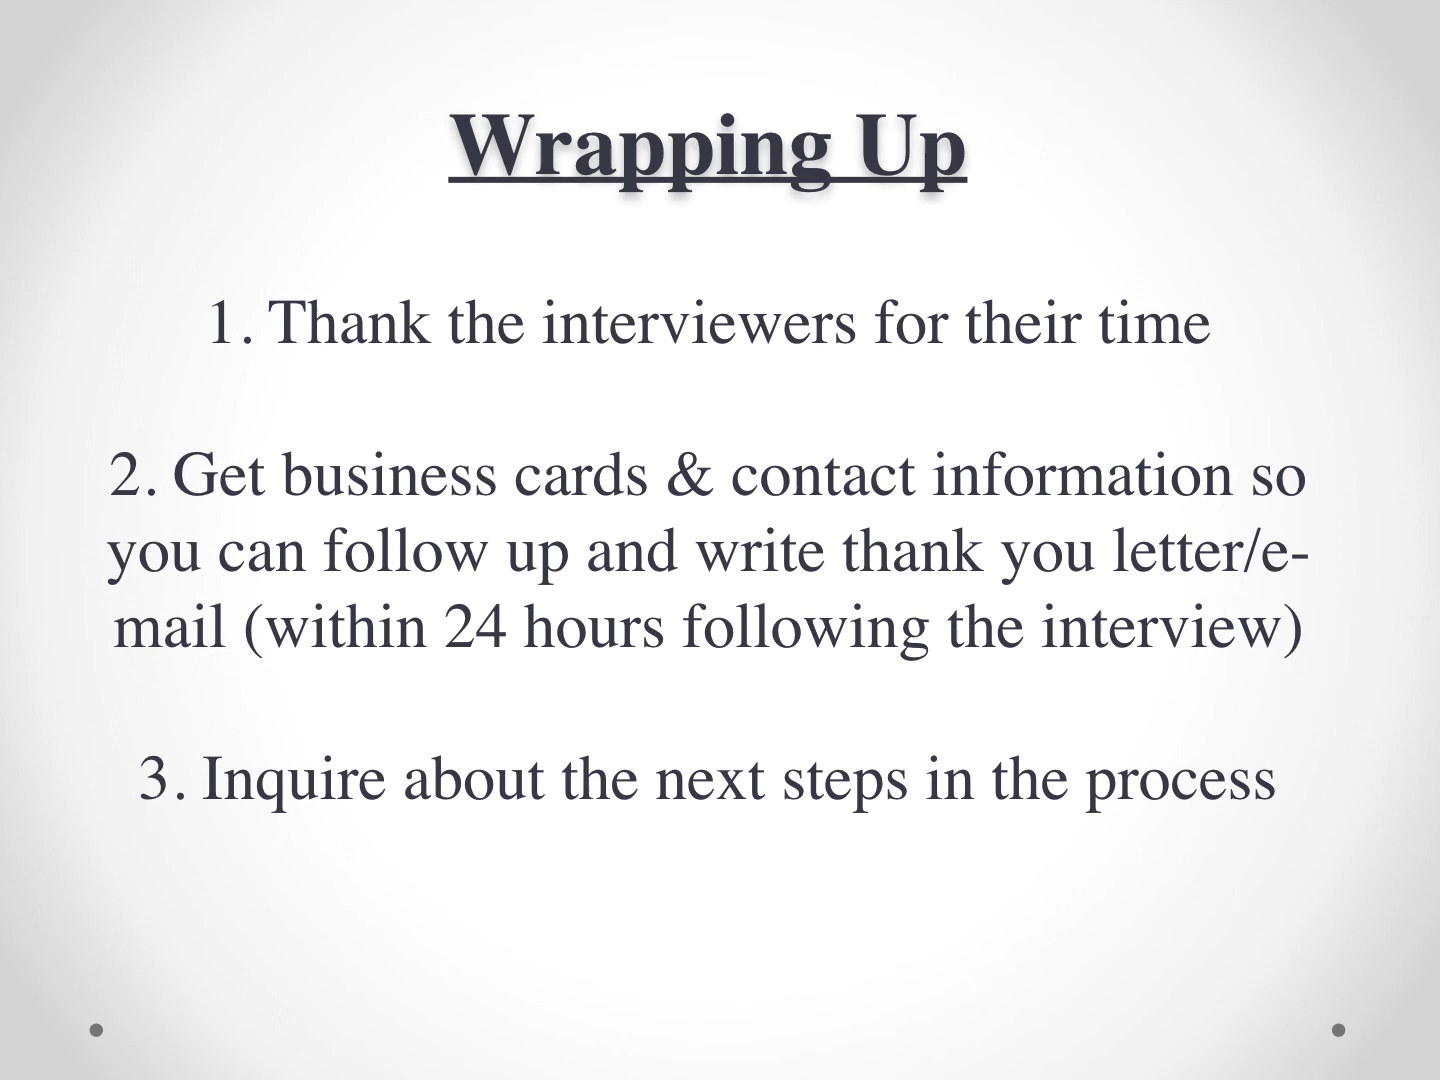 Wrapping Up
1. Thank the interviewers for their time
2. Get business cards & contact information so
you can follow up and write thank you letter/e-
mail (within 24 hours following the interview)
3. Inquire about the next steps in the process